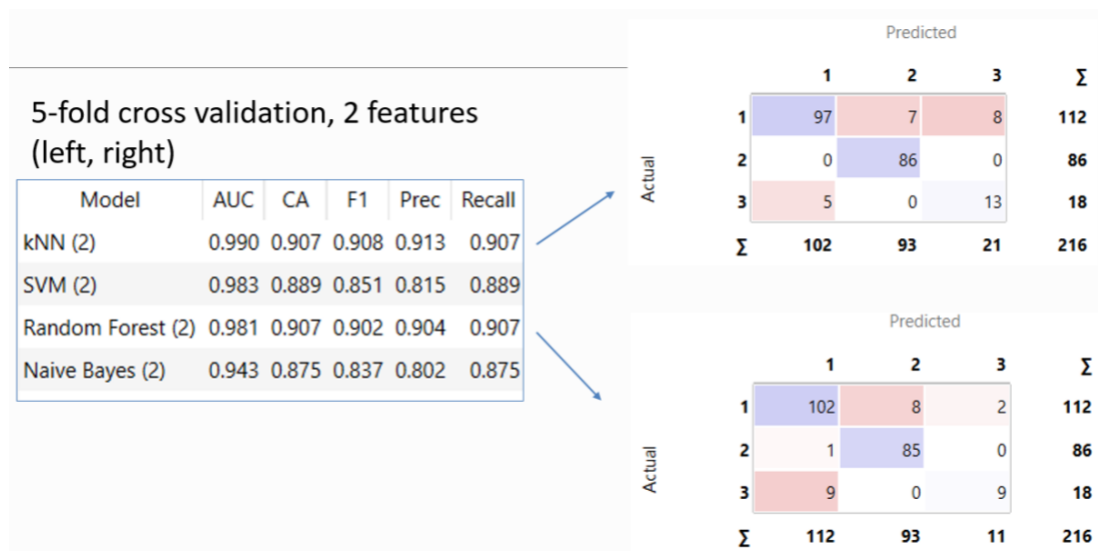 5-fold cross validation, 2 features
(left, right)
Model AUC CA F1 Prec Recall
kNN (2) 0.990 0.907 0.908 0.913 0.907
SVM (2) 0.983 0.889 0.851 0.815 0.889
Random Forest (2) 0.981 0.907 0.902 0.904 0.907
Naive Bayes (2) 0.943 0.875 0.837 0.802 0.875
Predicted
1 2 3 Σ
Actual
1 97 7 8 112
2 0 86 0 86
3 5 0 13 18
Σ 102 93 21 216
Predicted
1 2 3 Σ
Actual
1 102 8 2 112
2 1 85 0 86
3 9 0 9 18
Σ 112 93 11 216